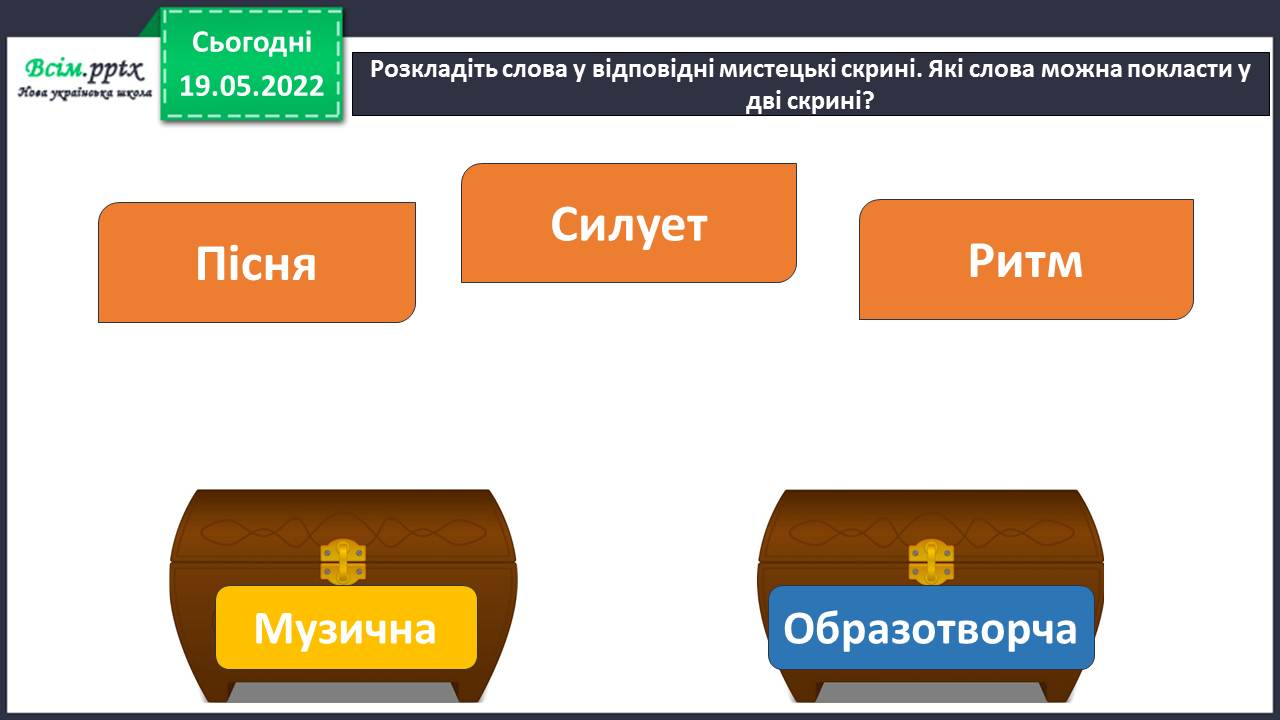 Всім.pptx
Нова українська школа
Сьогодні
19.05.2022
Розкладіть слова у відповідні мистецькі скрині. Які слова можна покласти у
дві скрині?
Пісня
Силует
Ритм
Музична
Образотворча